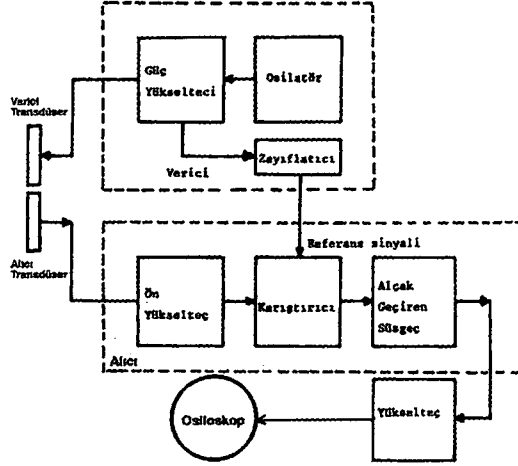 Güç
Yükselteci
Osilatör
Verici
Transdüser
Zayıflatıcı
Verici
Alıcı
Transdüser
Referans sinyali
Ön
Yükselteç
Karıştırıcı
Alçak
Geçiren
Süzgeç
Alıcı
Osiloskop
Yükselteç